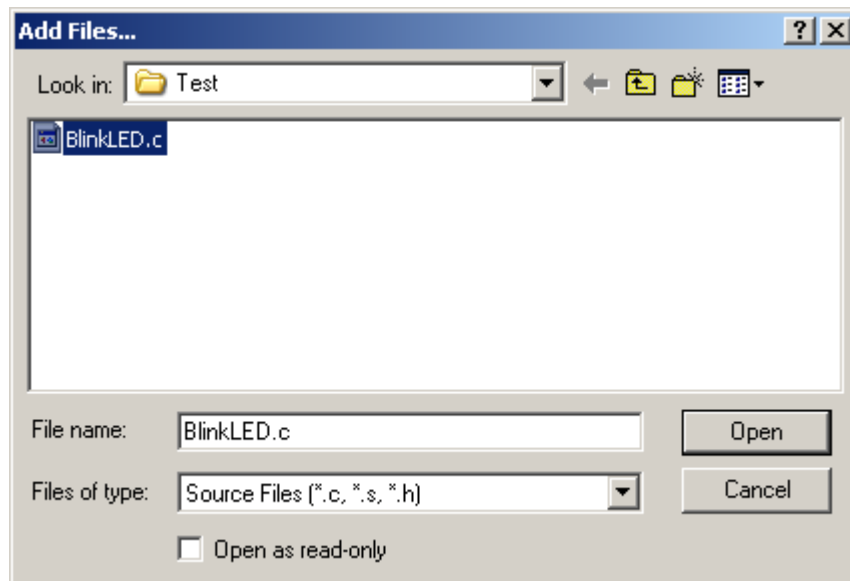 Add Files...
Look in: Test
BlinkLED.c
File name: BlinkLED.c Open
Files of type: Source Files (*.c, *.s, *.h) Cancel
Open as read-only